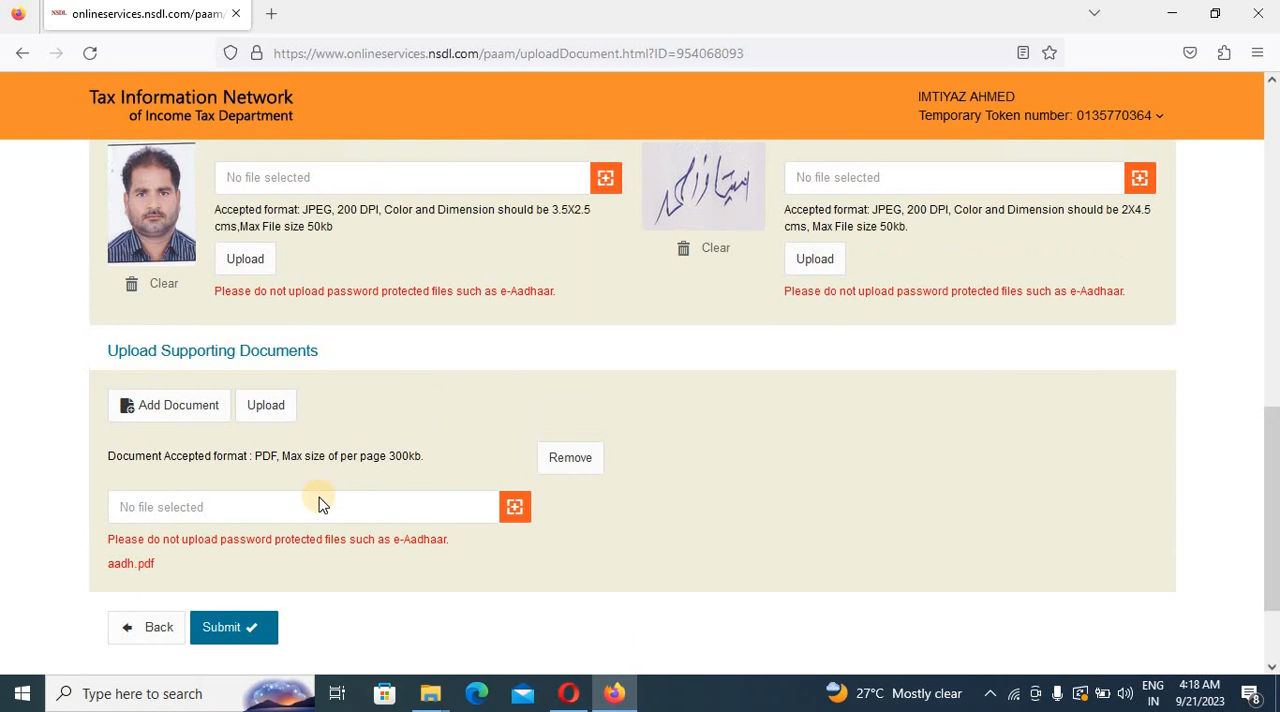 NSDL onlineservices.nsdl.com/paam/
https://www.onlineservices.nsdl.com/paam/uploadDocument.html?ID=954068093
Tax Information Network
of Income Tax Department
IMTIYAZ AHMED
Temporary Token number: 0135770364
No file selected
No file selected
Accepted format: JPEG, 200 DPI, Color and Dimension should be 3.5X2.5
cms,Max File size 50kb
Accepted format: JPEG, 200 DPI, Color and Dimension should be 2X4.5
cms, Max File size 50kb.
Clear
Upload
Upload
Clear
Please do not upload password protected files such as e-Aadhaar.
Please do not upload password protected files such as e-Aadhaar.
Upload Supporting Documents
Add Document
Upload
Document Accepted format : PDF, Max size of per page 300kb.
Remove
No file selected
Please do not upload password protected files such as e-Aadhaar.
aadh.pdf
Back
Submit
Type here to search
27°C Mostly clear
ENG
IN
4:18 AM
9/21/2023
8